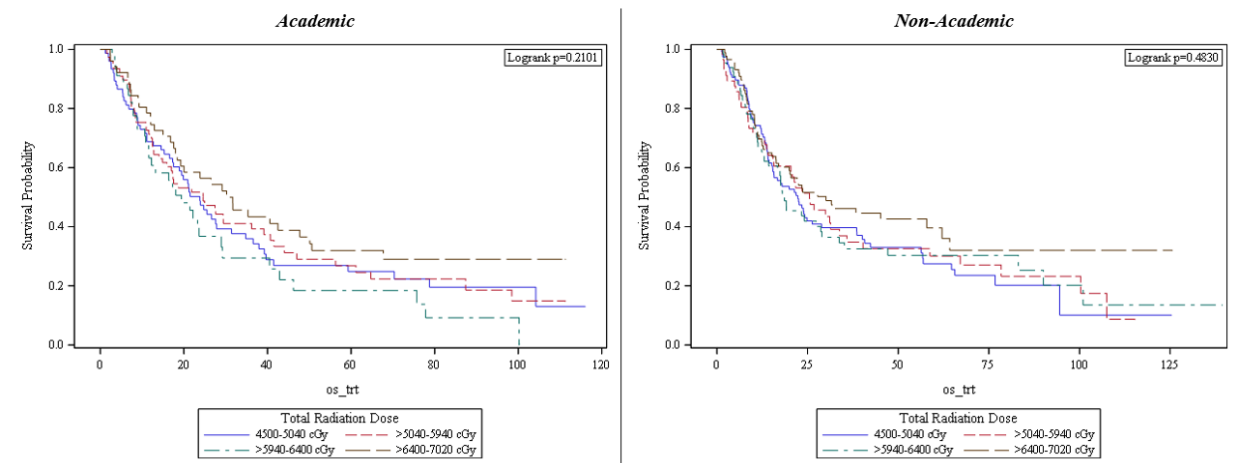 Academic
Logrank p=0.2101
1.0
0.8
0.6
0.4
0.2
0.0
Survival Probability
0 20 40 60 80 100 120
os_trt
Total Radiation Dose
4500-5040 cGy >5040-5940 cGy
>5940-6400 cGy >6400-7020 cGy
Non-Academic
Logrank p=0.4830
1.0
0.8
0.6
0.4
0.2
0.0
Survival Probability
0 25 50 75 100 125
os_trt
Total Radiation Dose
4500-5040 cGy >5040-5940 cGy
>5940-6400 cGy >6400-7020 cGy